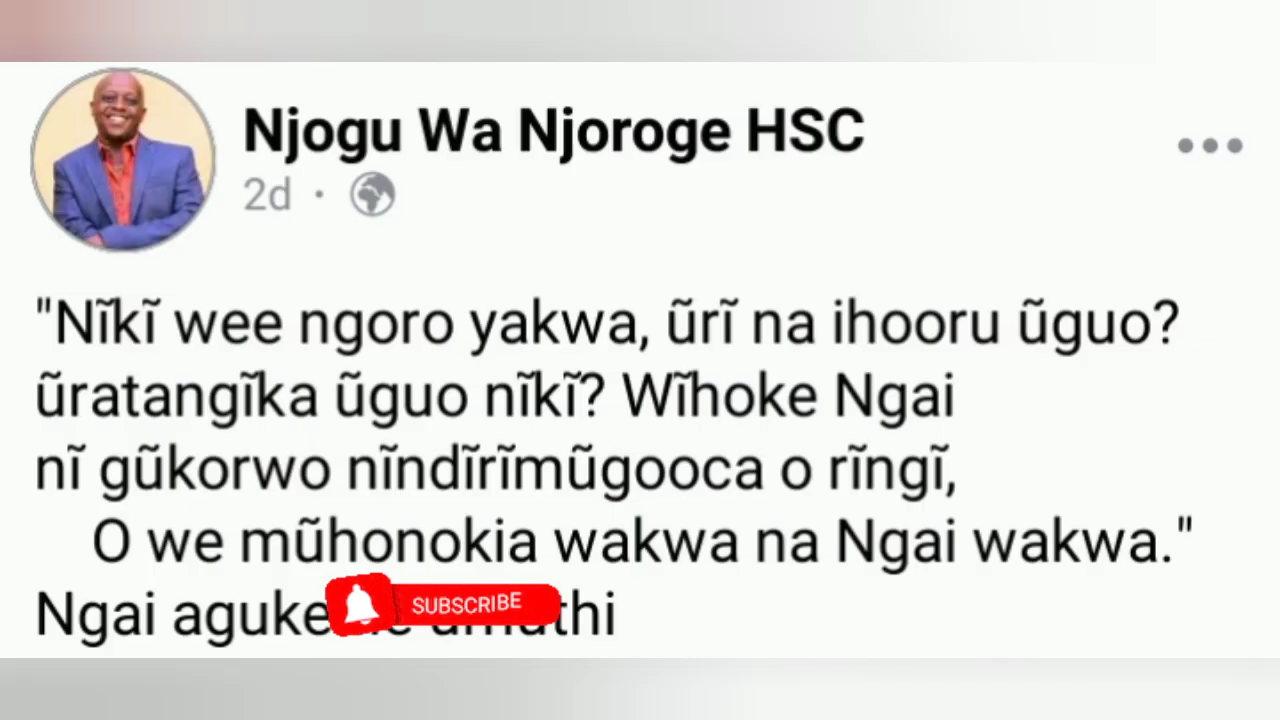 Njogu Wa Njoroge HSC
2d ·
"Nĩkĩ wee ngoro yakwa, ũrĩ na ihooru ũguo?
ũratangĩka ũguo nĩkĩ? Wĩhoke Ngai
nĩ gũkorwo nĩndĩrĩmũgooca o rĩngĩ,
O we mũhonokia wakwa na Ngai wakwa."
Ngai
SUBSCRIBE